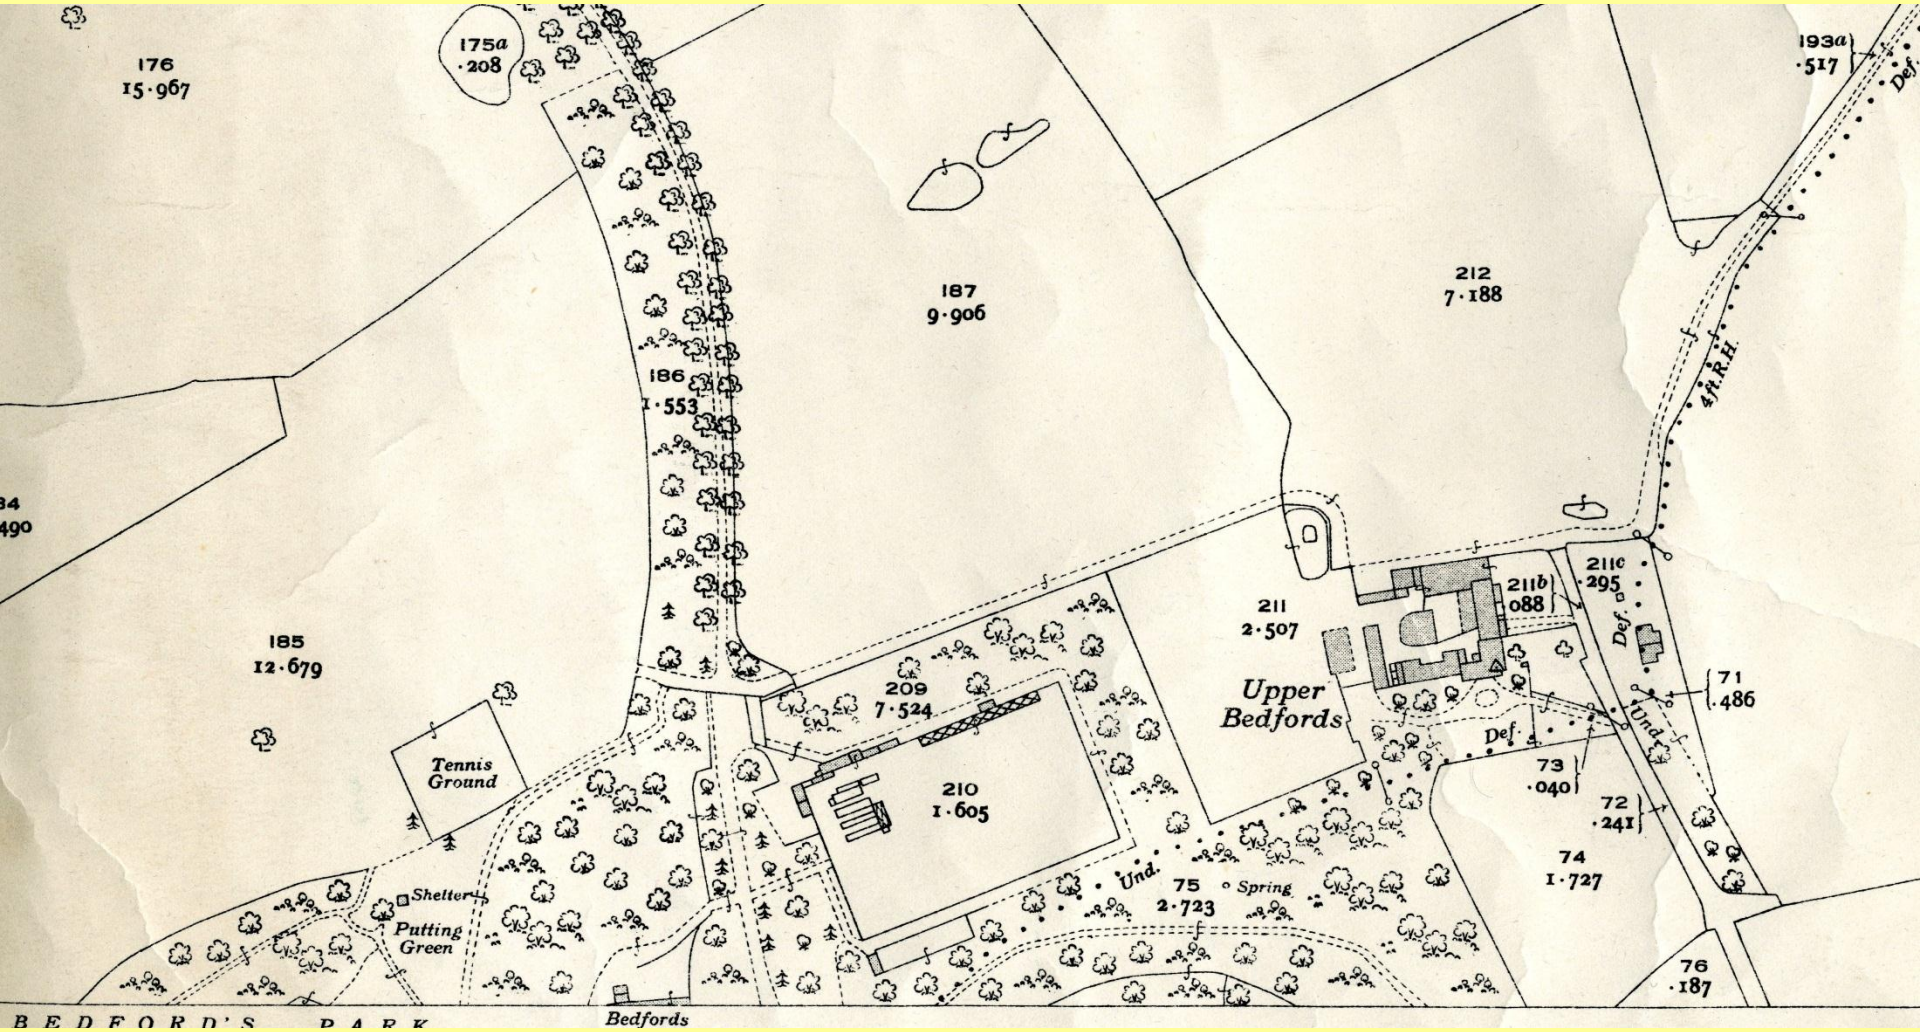 176
15·967
175a
·208
193a
·517
Def.
187
9·906
212
7·188
4ft.R.H.
186
1·553
34
490
185
12·679
211
2·507
211b
·088
211c
·295
Def.
209
7·524
Upper
Bedfords
71
·486
Und.
Def.
73
·040
Tennis
Ground
210
1·605
72
·241
74
1·727
Und.
75
2·723
Spring
Shelter
Putting
Green
76
·187
BEDFORD'S PARK
Bedfords